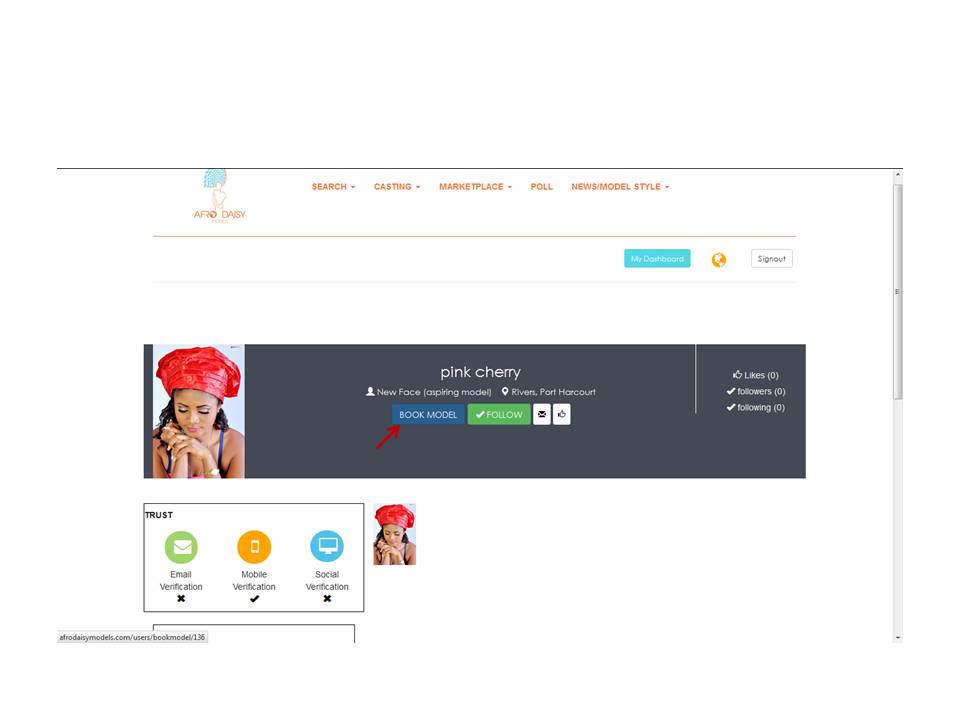 SEARCH CASTING MARKETPLACE POLL NEWS/MODEL STYLE
AFRO DAISY
My Dashboard Signout
pink cherry
New Face (aspiring model) Rivers, Port Harcourt
BOOK MODEL FOLLOW
Likes (0)
followers (0)
following (0)
TRUST
Email Verification
Mobile Verification
Social Verification
afrodaisymodels.com/users/bookmodel/136